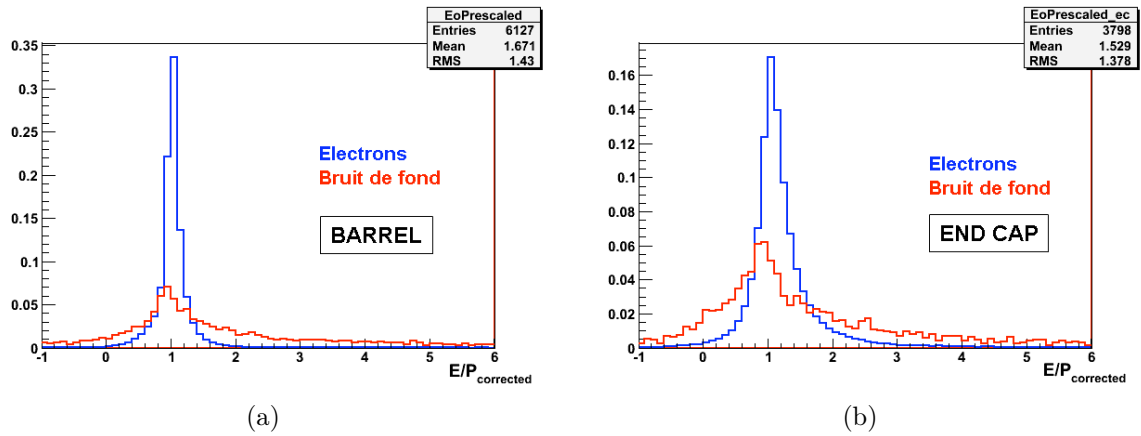 EoPrescaled
Entries 6127
Mean 1.671
RMS 1.43
0.35
0.3
0.25
0.2
0.15
0.1
0.05
0
-1 0 1 2 3 4 5 6
E/Pcorrected
Electrons
Bruit de fond
BARREL
(a)
EoPrescaled_ec
Entries 3798
Mean 1.529
RMS 1.378
0.16
0.14
0.12
0.1
0.08
0.06
0.04
0.02
0
-1 0 1 2 3 4 5 6
E/Pcorrected
Electrons
Bruit de fond
END CAP
(b)